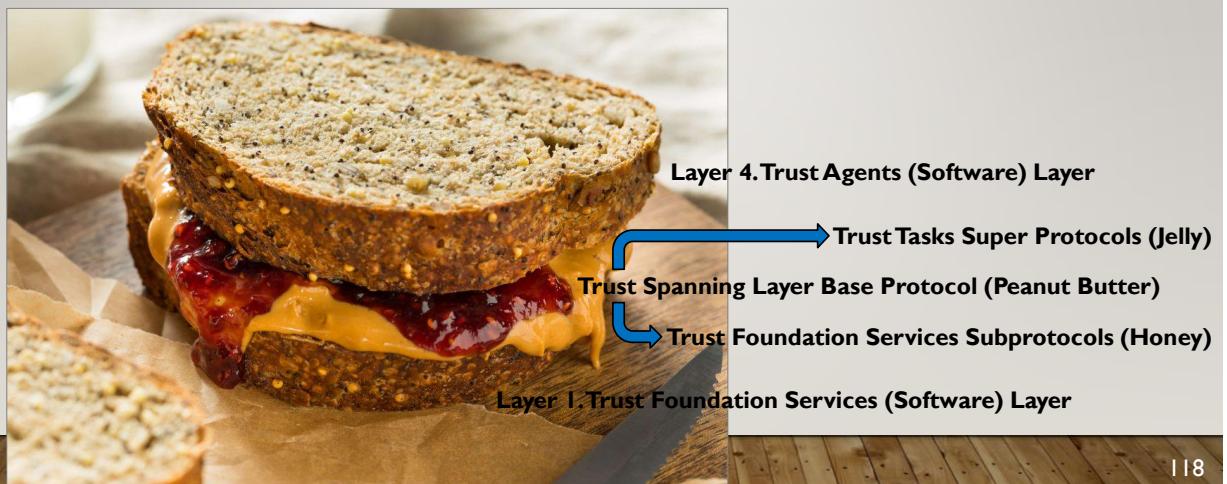 Layer 4. Trust Agents (Software) Layer
Trust Tasks Super Protocols (Jelly)
Trust Spanning Layer Base Protocol (Peanut Butter)
Trust Foundation Services Subprotocols (Honey)
Layer 1. Trust Foundation Services (Software) Layer
118